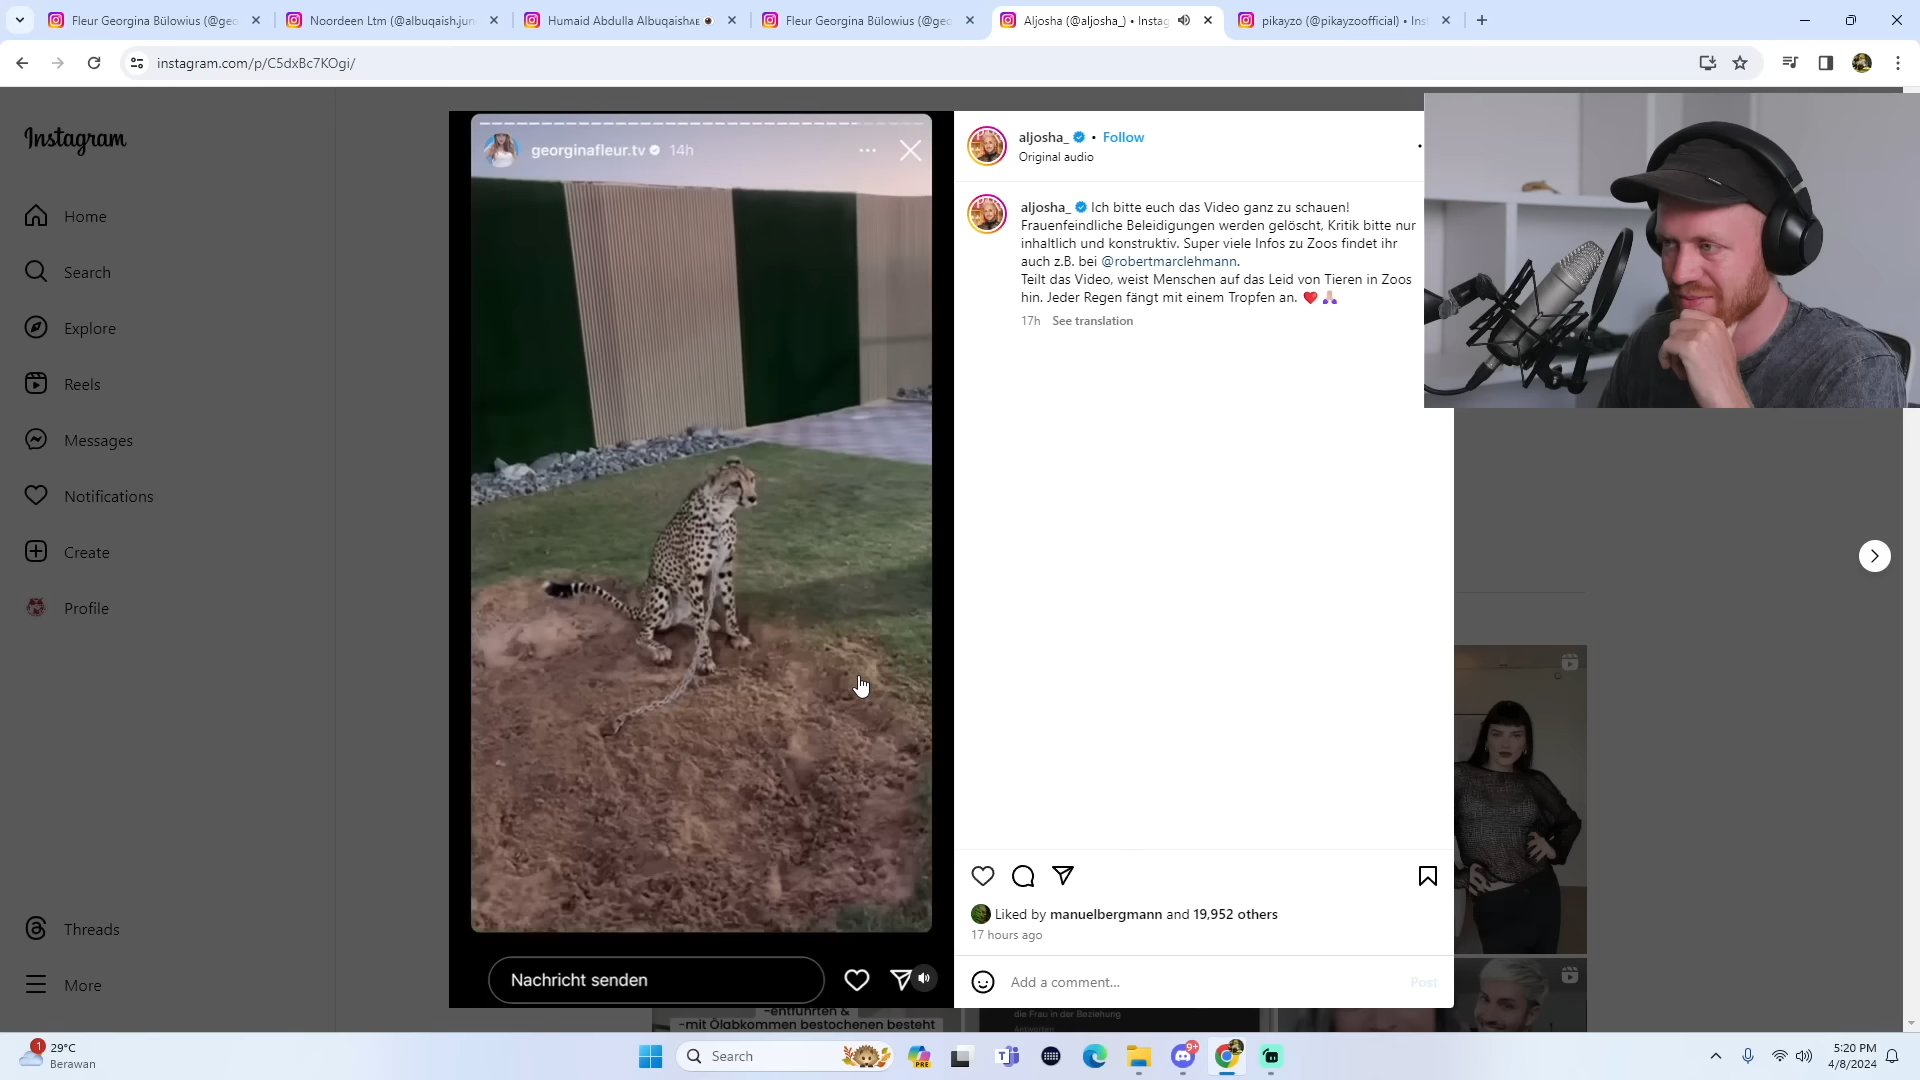 Fleur Georgina Bülowius (@geo
Noordeen Ltm (@albuqaish.jun
Humaid Abdulla Albuqaish
Fleur Georgina Bülowius (@geo
Aljosha (@aljosha_) • Instag
pikayzo (@pikayzoofficial) • Ins
instagram.com/p/C5dxBc7KOgi/
Instagram
Home
Search
Explore
Reels
Messages
Notifications
Create
Profile
Threads
More
georginafleur.tv 14h
Nachricht senden
aljosha_ • Follow
Original audio
aljosha_ Ich bitte euch das Video ganz zu schauen!
Frauenfeindliche Beleidigungen werden gelöscht, Kritik bitte nur
inhaltlich und konstruktiv. Super viele Infos zu Zoos findet ihr
auch z.B. bei @robertmarclehmann.
Teilt das Video, weist Menschen auf das Leid von Tieren in Zoos
hin. Jeder Regen fängt mit einem Tropfen an. ❤️ 🙏🏻
17h See translation
Liked by manuelbergmann and 19,952 others
17 hours ago
Add a comment...
Post
-entführten &
-mit Ölabkommen bestochenen besteht
die Frau in der Beziehung
Antworten
1
29°C
Berawan
Search
PRE
9+
5:20 PM
4/8/2024